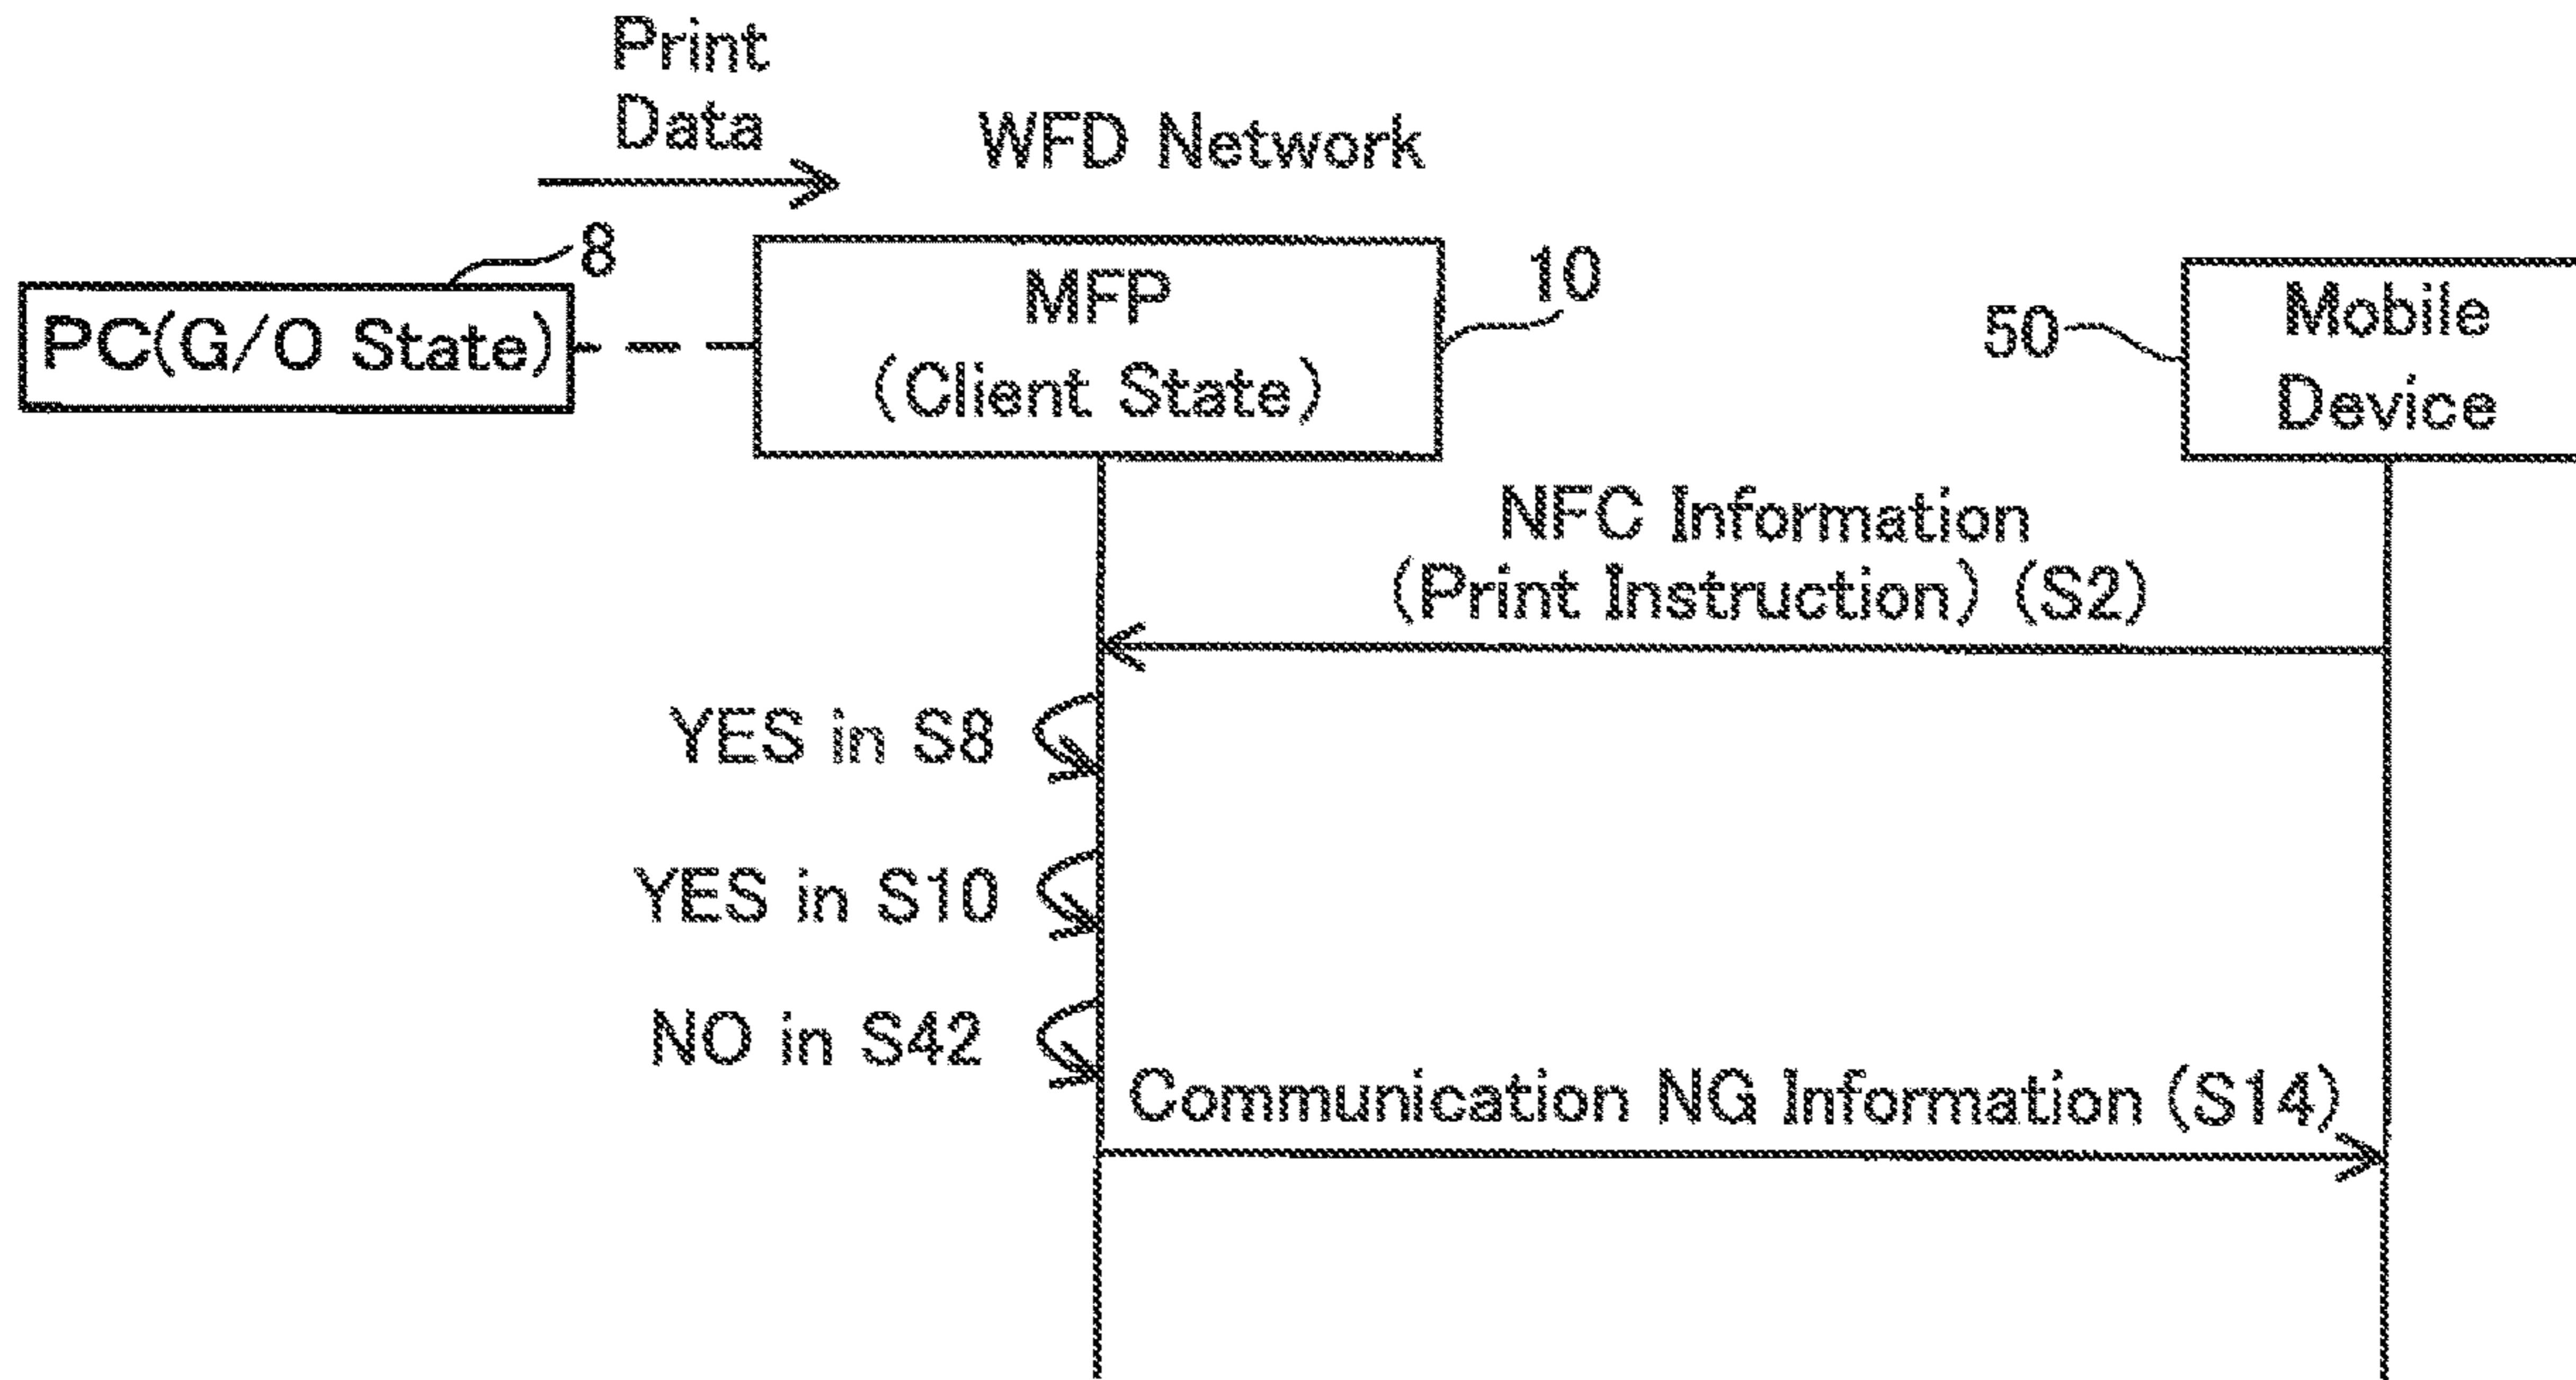 Print
Data
WFD Network
8
PC(G/O State)
MFP
(Client State)
10
50
Mobile
Device
NFC Information
(Print Instruction) (S2)
YES in S8
YES in S10
NO in S42
Communication NG Information (S14)